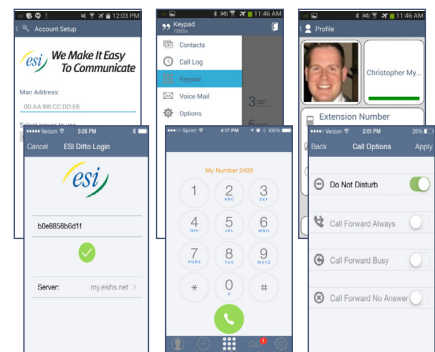 12:03 PM
Account Setup
esi We Make It Easy
To Communicate
Mac Address:
00 AA BB CC DD EE
Verizon 5:28 PM
Cancel ESI Ditto Login
esi
b0e8858b6d1f
Server: my.esihs.net >
11:46 AM
Keypad
Contacts
Call Log
Keypad
Voice Mail
Options
3 DEF
Sprint 4:17 PM 100%
My Number 2409
1 2 ABC 3 DEF
4 GHI 5 JKL 6 MNO
7 PQRS 8 TUV 9 WXYZ
* 0 #
11:46 AM
Profile
Christopher My...
Extension Number
Verizon 2:01 PM 20%
Back Call Options Apply
Do Not Disturb
Call Forward Always
Call Forward Busy
Call Forward No Answer